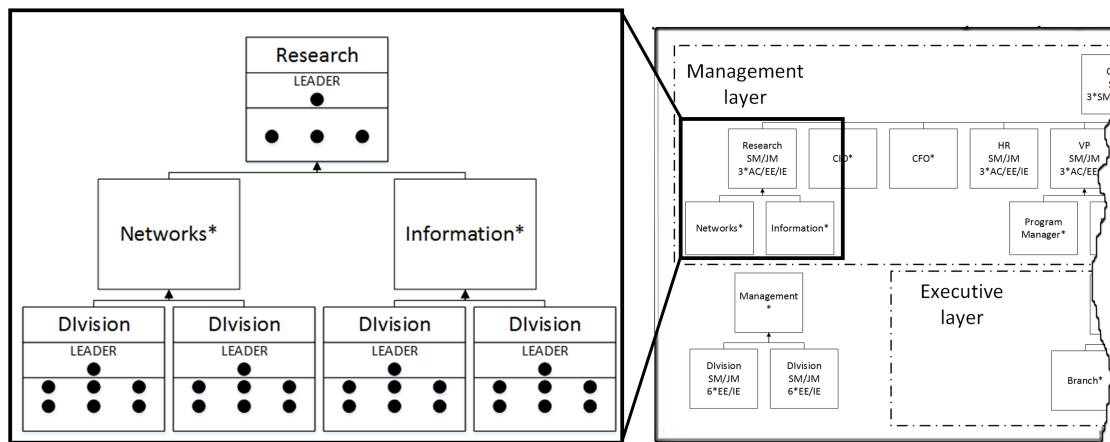 Research
LEADER
Networks*
Information*
DIvision
LEADER
DIvision
LEADER
DIvision
LEADER
DIvision
LEADER
Management
layer
3*SM
Research
SM/JM
3*AC/EE/IE
CIO*
CFO*
HR
SM/JM
3*AC/EE/IE
VP
SM/JM
3*AC/EE
Networks*
Information*
Program
Manager*
Management
*
DIvision
SM/JM
6*EE/IE
DIvision
SM/JM
6*EE/IE
Executive
layer
Branch*